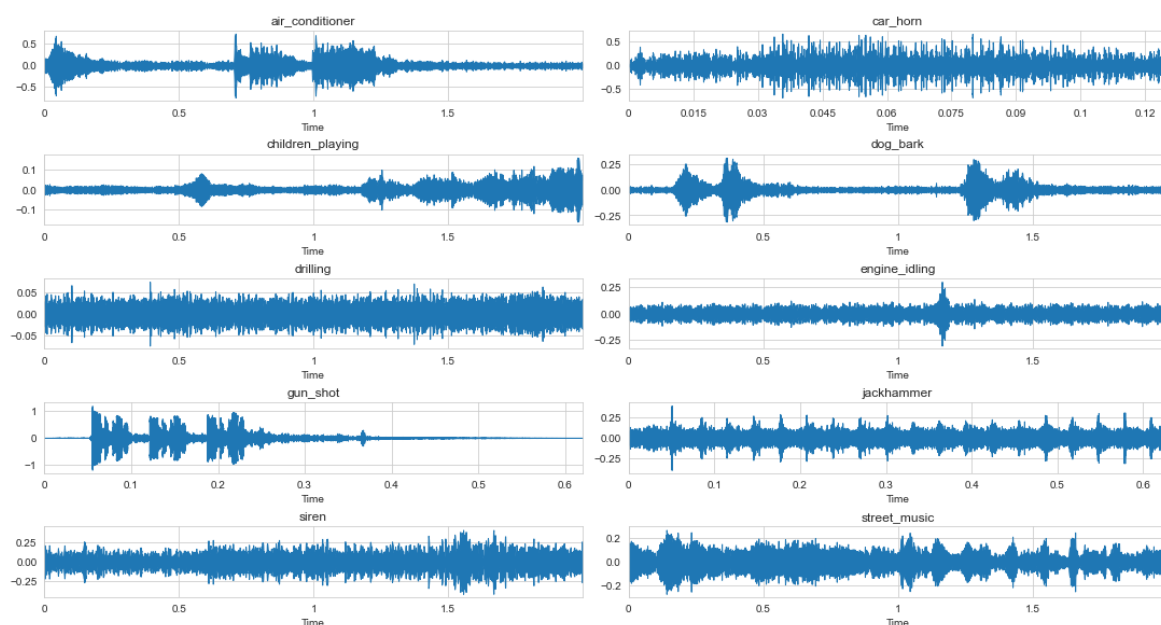 air_conditioner
0.5
0.0
−0.5
0 0.5 1 1.5
Time
car_horn
0.5
0.0
−0.5
0 0.015 0.03 0.045 0.06 0.075 0.09 0.1 0.12
Time
children_playing
0.1
0.0
−0.1
0 0.5 1 1.5
Time
dog_bark
0.25
0.00
−0.25
0 0.5 1 1.5
Time
drilling
0.05
0.00
−0.05
0 0.5 1 1.5
Time
engine_idling
0.25
0.00
−0.25
0 0.5 1 1.5
Time
gun_shot
1
0
−1
0 0.1 0.2 0.3 0.4 0.5 0.6
Time
jackhammer
0.25
0.00
−0.25
0 0.1 0.2 0.3 0.4 0.5 0.6
Time
siren
0.25
0.00
−0.25
0 0.5 1 1.5
Time
street_music
0.2
0.0
−0.2
0 0.5 1 1.5
Time